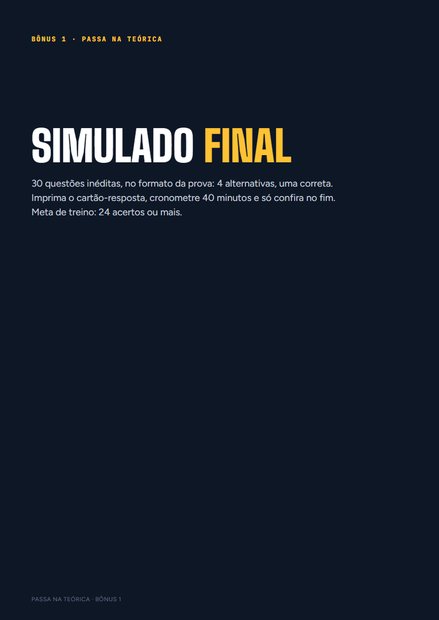 BÔNUS 1 · PASSA NA TEÓRICA
SIMULADO FINAL
30 questões inéditas, no formato da prova: 4 alternativas, uma correta.
Imprima o cartão-resposta, cronometre 40 minutos e só confira no fim.
Meta de treino: 24 acertos ou mais.
PASSA NA TEÓRICA · BÔNUS 1